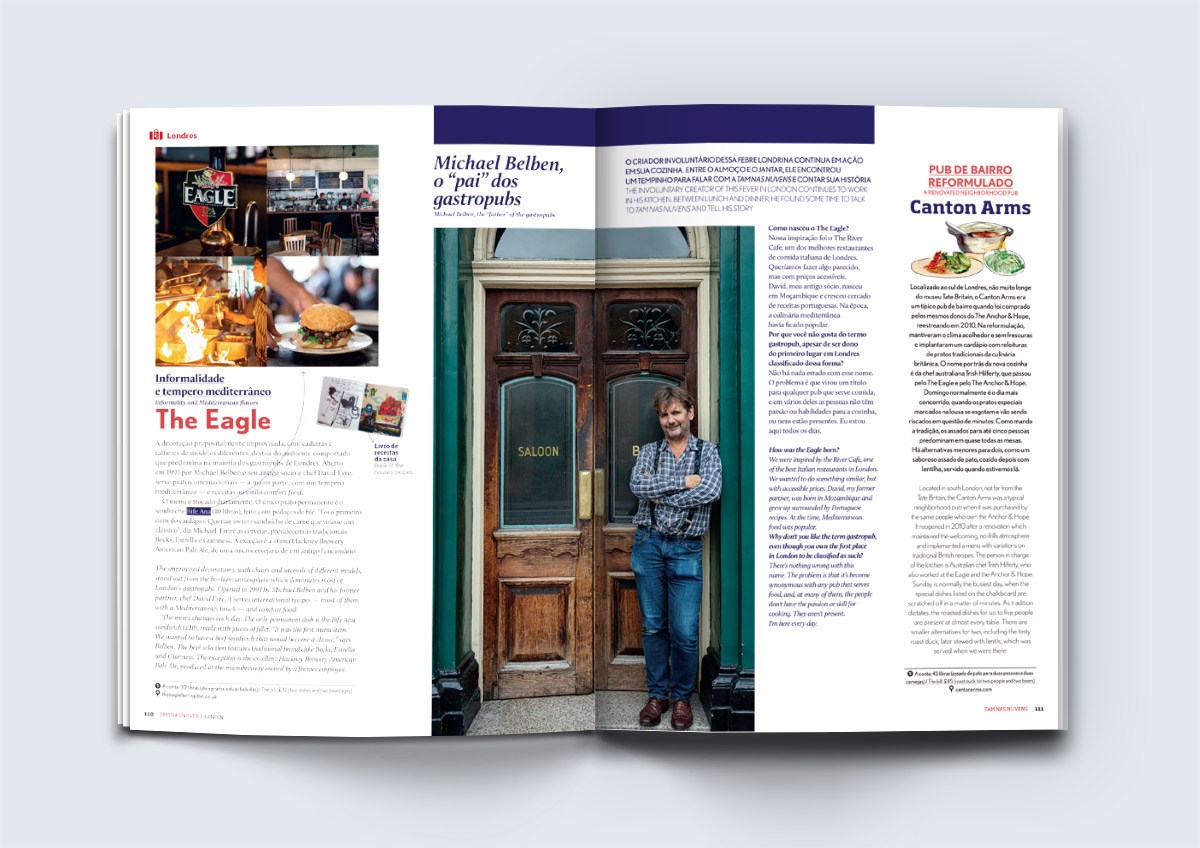 Londres
EAGLE
IPA
Informalidade
e tempero mediterrâneo
Informality and Mediterranean flavors
The Eagle
Livro de
receitas
da casa
Book of the
house's recipes
A decoração propositalmente improvisada, com cadeiras e
talheres de modelos diferentes, destoa do ambiente comportado
que predomina na maioria dos gastropubs de Londres. Aberto
em 1991 por Michael Belben e seu antigo sócio e chef David Eyre,
serve pratos internacionais — a maior parte, com um tempero
mediterrâneo — e receitas ao estilo comfort food.
O menu é trocado diariamente. O único prato permanente é o
sanduíche Bife Ana (10 libras), feito com pedaços de filé. "Foi o primeiro
item do cardápio. Queríamos um sanduíche de carne que virasse um
clássico", diz Michael. Entre as cervejas, prevalecem as tradicionais
Becks, Estrella e Guinness. A exceção é a ótima Hackney Brewery
American Pale Ale, de uma microcervejaria de um antigo funcionário.
The improvised decorations, with chairs and utensils of different models,
stand out from the ho-hum atmosphere which dominates most of
London's gastropubs. Opened in 1991 by Michael Belben and his former
partner, chef David Eyre, it serves international recipes — most of them
with a Mediterranean touch — and comfort food.
The menu changes each day. The only permanent dish is the Bife Ana
sandwich (£10), made with pieces of fillet. "It was the first menu item.
We wanted to have a beef sandwich that would become a classic," says
Belben. The beer selection features traditional brands like Becks, Estrella
and Guinness. The exception is the excellent Hackney Brewery American
Pale Ale, produced at the microbrewery owned by a former employee.
A conta: 32 libras (dois pratos e duas bebidas) / The bill: £32 (two dishes and two beverages)
theeaglefarringdon.co.uk
110 TAM NAS NUVENS LONDON
Michael Belben,
o "pai" dos
gastropubs
Michael Belben, the "father" of the gastropubs
SALOON
B
O CRIADOR INVOLUNTÁRIO DESSA FEBRE LONDRINA CONTINUA EM AÇÃO
EM SUA COZINHA. ENTRE O ALMOÇO E O JANTAR, ELE ENCONTROU
UM TEMPINHO PARA FALAR COM A TAM NAS NUVENS E CONTAR SUA HISTÓRIA
THE INVOLUNTARY CREATOR OF THIS FEVER IN LONDON CONTINUES TO WORK
IN HIS KITCHEN. BETWEEN LUNCH AND DINNER, HE FOUND SOME TIME TO TALK
TO TAM NAS NUVENS AND TELL HIS STORY
Como nasceu o The Eagle?
Nossa inspiração foi o The River
Cafe, um dos melhores restaurantes
de comida italiana de Londres.
Queríamos fazer algo parecido,
mas com preços acessíveis.
David, meu antigo sócio, nasceu
em Moçambique e cresceu cercado
de receitas portuguesas. Na época,
a culinária mediterrânea
havia ficado popular.
Por que você não gosta do termo
gastropub, apesar de ser dono
do primeiro lugar em Londres
classificado dessa forma?
Não há nada errado com esse nome.
O problema é que virou um título
para qualquer pub que serve comida,
e em vários deles as pessoas não têm
paixão ou habilidades para a cozinha,
ou nem estão presentes. Eu estou
aqui todos os dias.
How was the Eagle born?
We were inspired by the River Cafe, one
of the best Italian restaurants in London.
We wanted to do something similar, but
with accessible prices. David, my former
partner, was born in Mozambique and
grew up surrounded by Portuguese
recipes. At the time, Mediterranean
food was popular.
Why don't you like the term gastropub,
even though you own the first place
in London to be classified as such?
There's nothing wrong with this
name. The problem is that it's become
synonymous with any pub that serves
food, and, at many of them, the people
don't have the passion or skill for
cooking. They aren't present.
I'm here every day.
PUB DE BAIRRO
REFORMULADO
A RENOVATED NEIGHBORHOOD PUB
Canton Arms
Localizado ao sul de Londres, não muito longe
do museu Tate Britain, o Canton Arms era
um típico pub de bairro quando foi comprado
pelos mesmos donos do The Anchor & Hope,
reestreando em 2010. Na reformulação,
mantiveram o clima acolhedor e sem frescuras
e implantaram um cardápio com releituras
de pratos tradicionais da culinária
britânica. O nome por trás da nova cozinha
é da chef australiana Trish Hilferty, que passou
pelo The Eagle e pelo The Anchor & Hope.
Domingo normalmente é o dia mais
concorrido, quando os pratos especiais
marcados na lousa se esgotam e vão sendo
riscados em questão de minutos. Como manda
a tradição, os assados para até cinco pessoas
predominam em quase todas as mesas.
Há alternativas menores para dois, como um
saboroso assado de pato, cozido depois com
lentilha, servido quando estivemos lá.
Located in south London, not far from the
Tate Britain, the Canton Arms was a typical
neighborhood pub when it was purchased by
the same people who own the Anchor & Hope.
It reopened in 2010 after a renovation which
maintained the welcoming, no-frills atmosphere
and implemented a menu with variations on
traditional British recipes. The person in charge
of the kitchen is Australian chef Trish Hilferty, who
also worked at the Eagle and the Anchor & Hope.
Sunday is normally the busiest day, when the
special dishes listed on the chalkboard are
scratched off in a matter of minutes. As tradition
dictates, the roasted dishes for up to five people
are present at almost every table. There are
smaller alternatives for two, including the tasty
roast duck, later stewed with lentils, which was
served when we were there.
A conta: 45 libras (assado de pato para duas pessoas e duas
cervejas) / The bill: £45 (roast duck for two people and two beers)
cantonarms.com
TAM NAS NUVENS 111